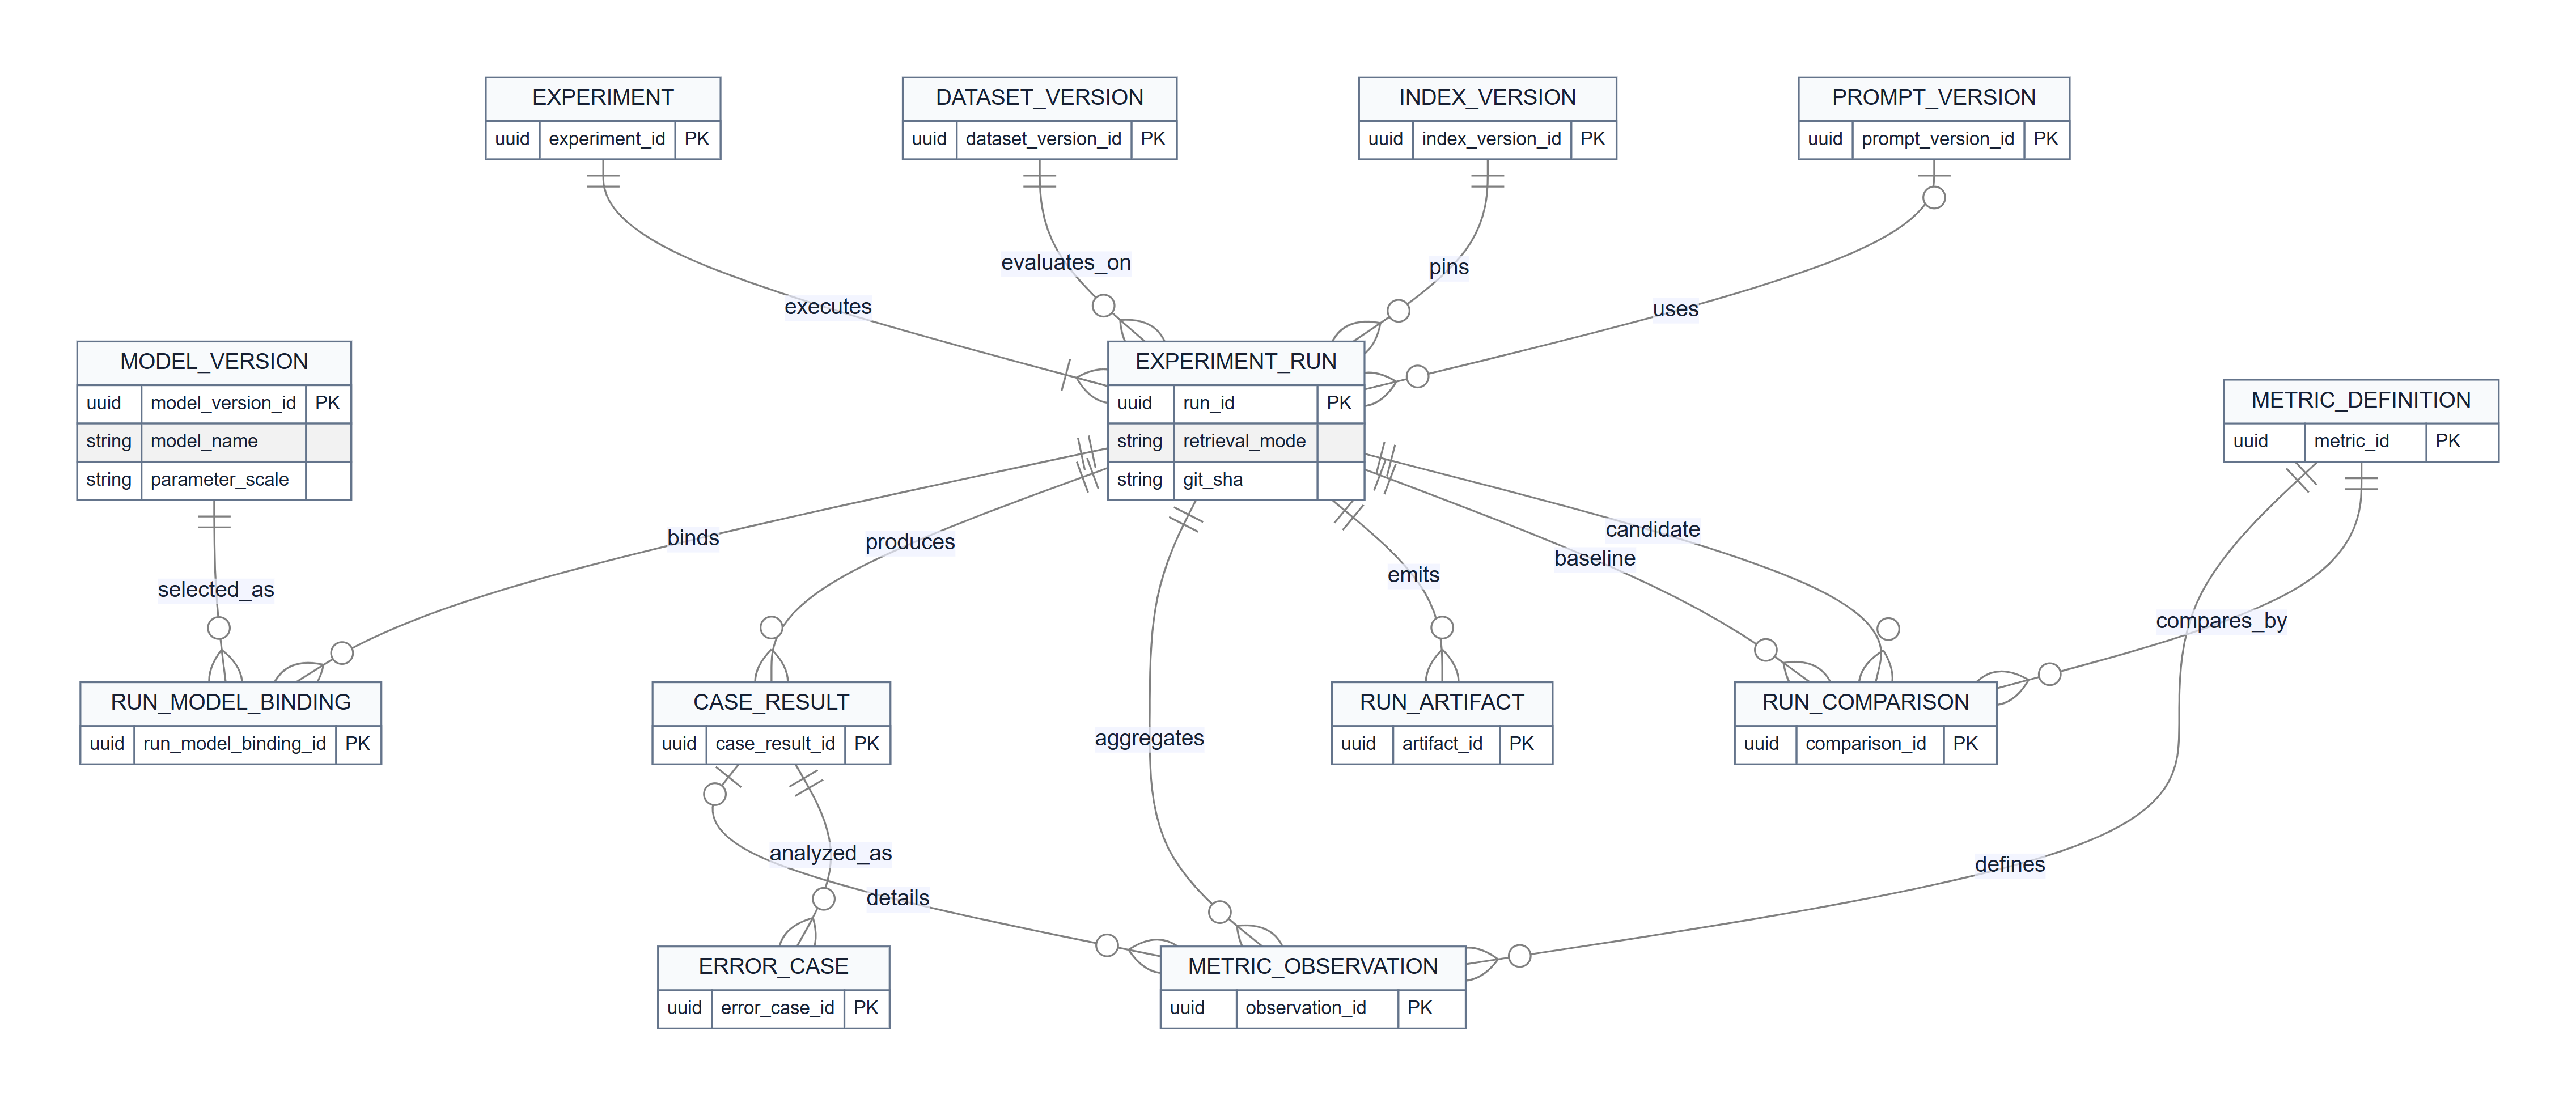 EXPERIMENT
uuid experiment_id PK
DATASET_VERSION
uuid dataset_version_id PK
INDEX_VERSION
uuid index_version_id PK
PROMPT_VERSION
uuid prompt_version_id PK
evaluates_on
pins
executes
uses
MODEL_VERSION
uuid model_version_id PK
string model_name
string parameter_scale
EXPERIMENT_RUN
uuid run_id PK
string retrieval_mode
string git_sha
METRIC_DEFINITION
uuid metric_id PK
binds
produces
candidate
baseline
emits
selected_as
compares_by
RUN_MODEL_BINDING
uuid run_model_binding_id PK
CASE_RESULT
uuid case_result_id PK
aggregates
RUN_ARTIFACT
uuid artifact_id PK
RUN_COMPARISON
uuid comparison_id PK
analyzed_as
details
defines
ERROR_CASE
uuid error_case_id PK
METRIC_OBSERVATION
uuid observation_id PK